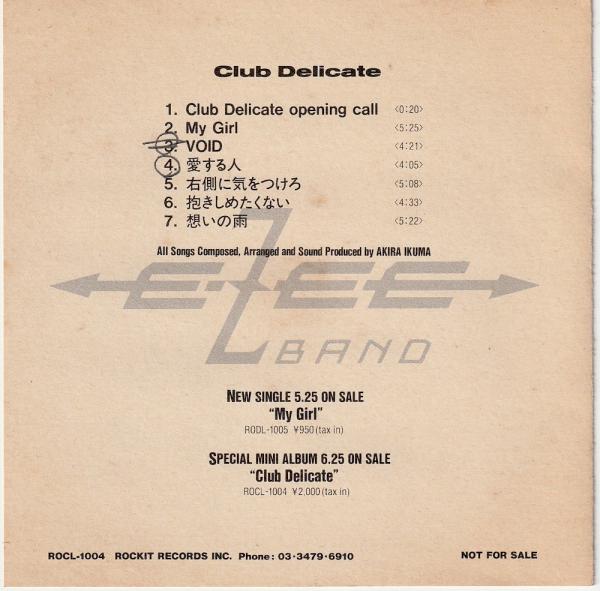 Club Delicate
1. Club Delicate opening call <0:20>
2. My Girl <5:25>
3. VOID <4:21>
4. 愛する人 <4:05>
5. 右側に気をつけろ <5:08>
6. 抱きしめたくない <4:33>
7. 想いの雨 <5:22>
All Songs Composed, Arranged and Sound Produced by AKIRA IKUMA
E-ZEE
BAND
NEW SINGLE 5.25 ON SALE
"My Girl"
RODL-1005 ¥950(tax in)
SPECIAL MINI ALBUM 6.25 ON SALE
"Club Delicate"
ROCL-1004 ¥2,000(tax in)
ROCL-1004 ROCKIT RECORDS INC. Phone: 03·3479·6910 NOT FOR SALE